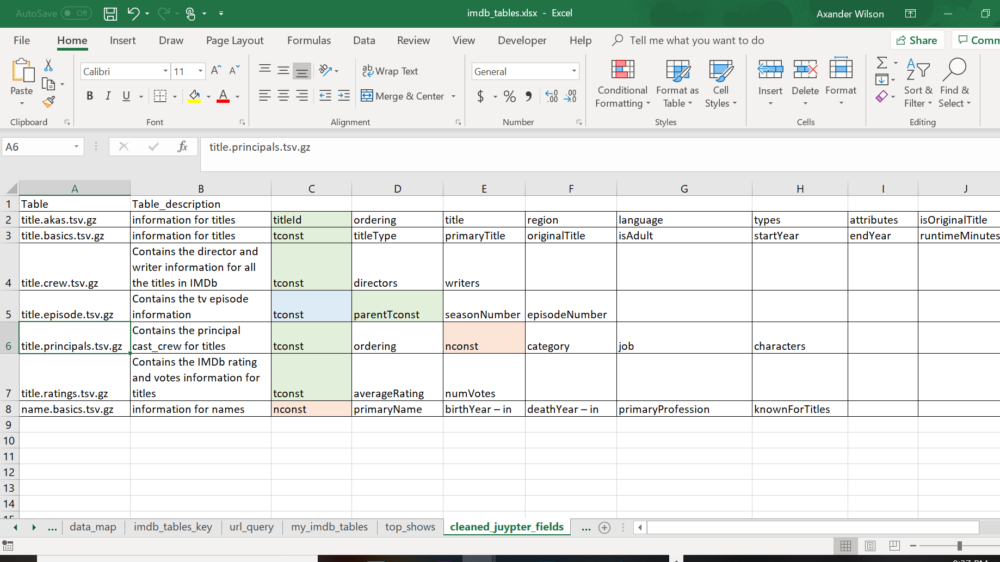 AutoSave Off imdb_tables.xlsx - Excel Axander Wilson
File Home Insert Draw Page Layout Formulas Data Review View Developer Help Tell me what you want to do Share Comm
Paste
Clipboard
Calibri 11
B I U
Font
Wrap Text
Merge & Center
Alignment
General
$ % .00 .00
Number
Conditional Formatting
Format as Table
Cell Styles
Styles
Insert Delete Format
Cells
Sort & Filter
Find & Select
Editing
A6 fx title.principals.tsv.gz
A B C D E F G H I J
1 Table Table_description
2 title.akas.tsv.gz information for titles titleId ordering title region language types attributes isOriginalTitle
3 title.basics.tsv.gz information for titles tconst titleType primaryTitle originalTitle isAdult startYear endYear runtimeMinutes
Contains the director and
writer information for all
4 title.crew.tsv.gz the titles in IMDb tconst directors writers
Contains the tv episode
5 title.episode.tsv.gz information tconst parentTconst seasonNumber episodeNumber
Contains the principal
6 title.principals.tsv.gz cast_crew for titles tconst ordering nconst category job characters
Contains the IMDb rating
and votes information for
7 title.ratings.tsv.gz titles tconst averageRating numVotes
8 name.basics.tsv.gz information for names nconst primaryName birthYear – in deathYear – in primaryProfession knownForTitles
9
10
11
12
13
14
... data_map imdb_tables_key url_query my_imdb_tables top_shows cleaned_juypter_fields ...